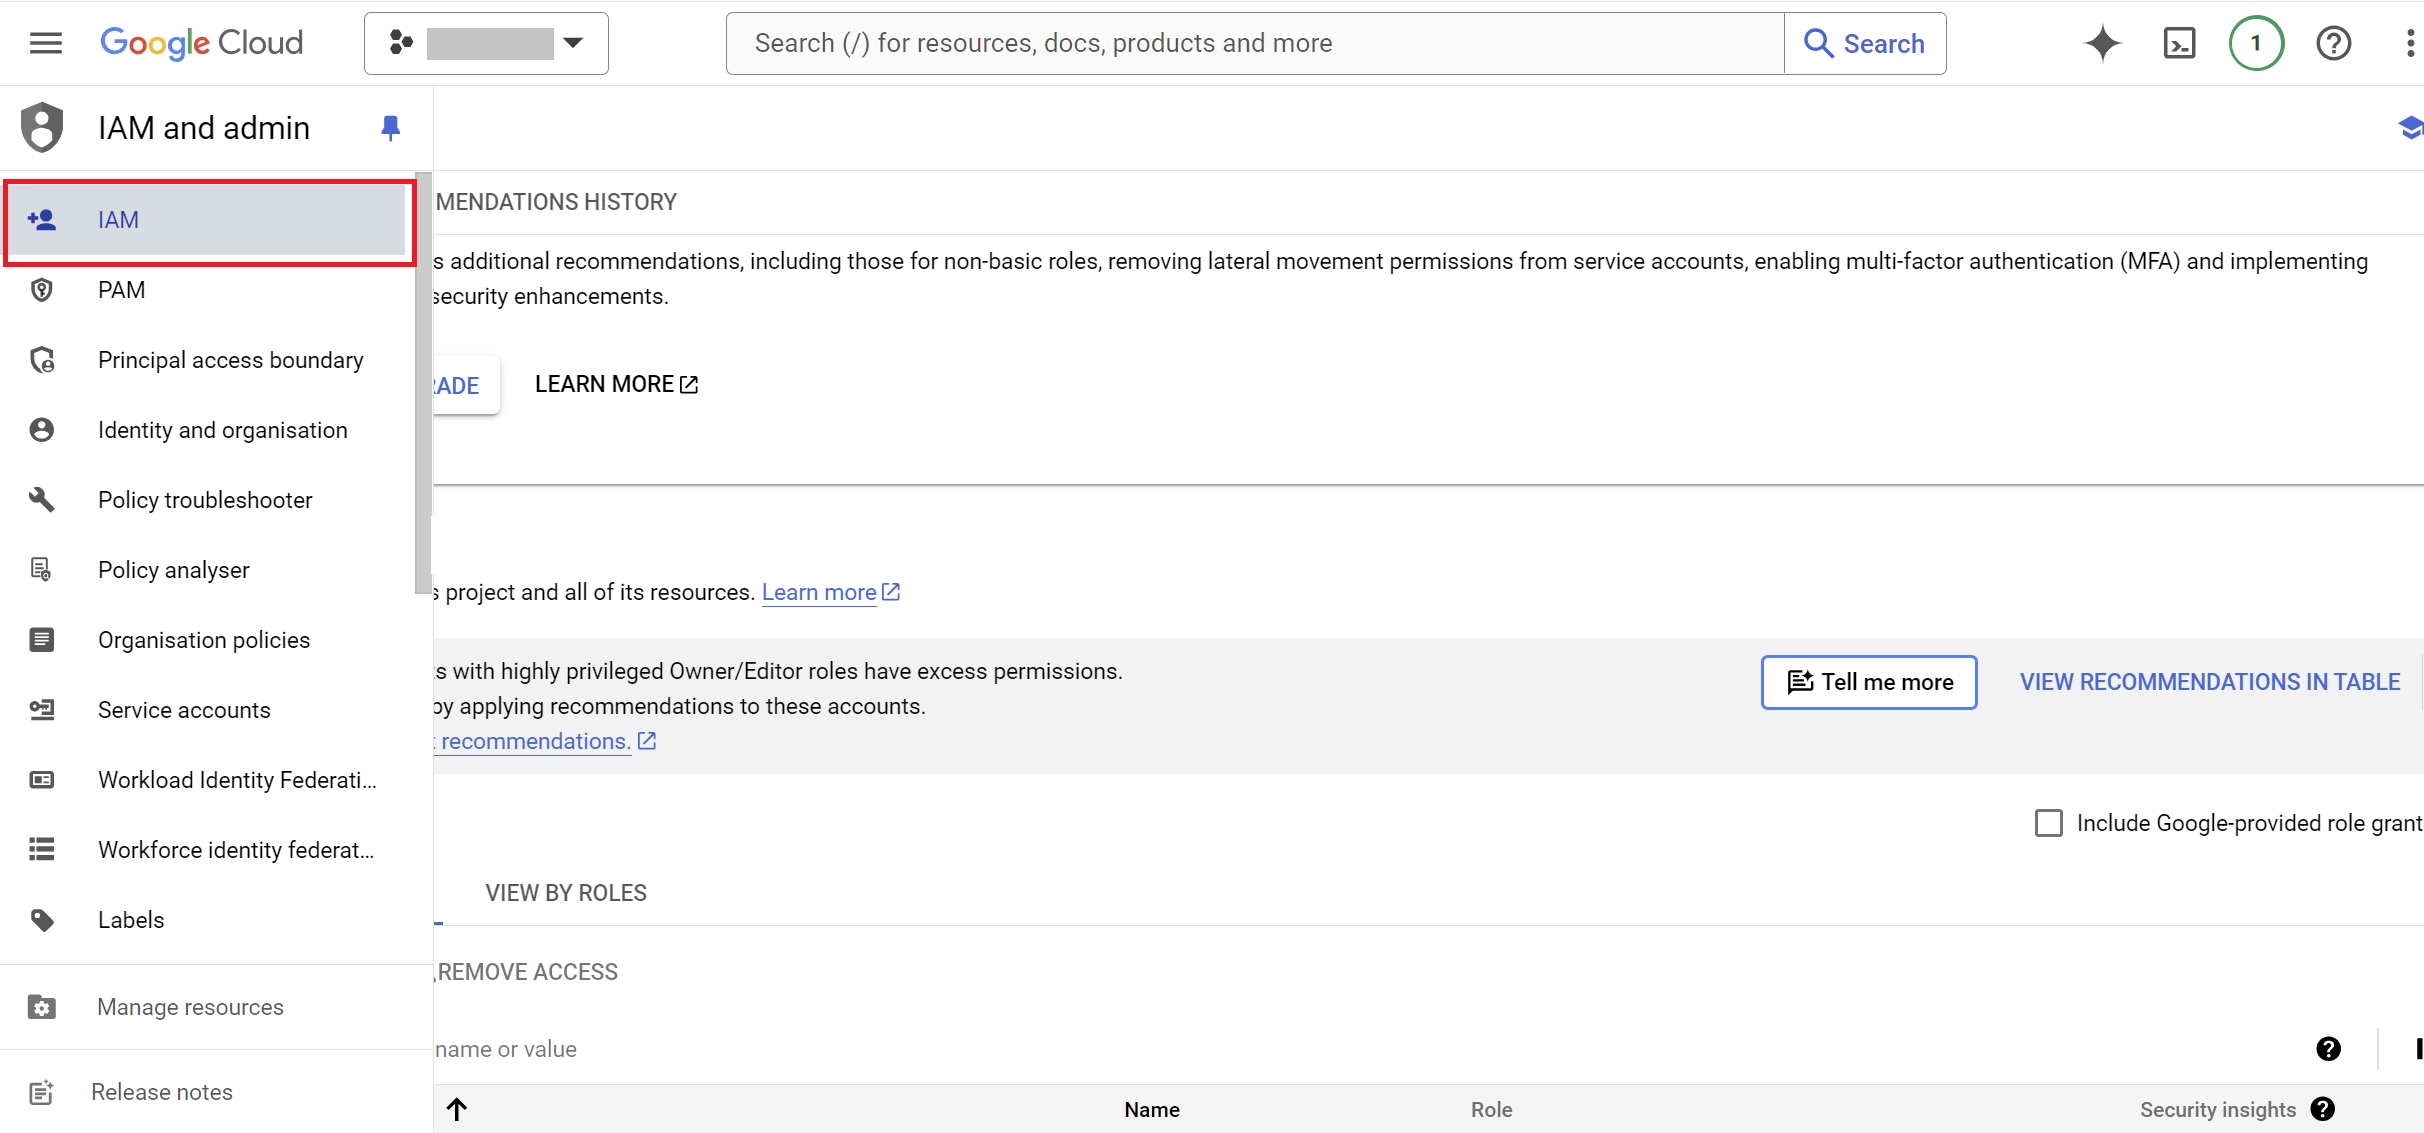 Google Cloud
Search (/) for resources, docs, products and more
Search
1
IAM and admin
IAM
PAM
Principal access boundary
Identity and organisation
Policy troubleshooter
Policy analyser
Organisation policies
Service accounts
Workload Identity Federati...
Workforce identity federat...
Labels
Manage resources
Release notes
MENDATIONS HISTORY
s additional recommendations, including those for non-basic roles, removing lateral movement permissions from service accounts, enabling multi-factor authentication (MFA) and implementing
security enhancements.
RADE
LEARN MORE
s project and all of its resources. Learn more
s with highly privileged Owner/Editor roles have excess permissions.
by applying recommendations to these accounts.
recommendations.
Tell me more
VIEW RECOMMENDATIONS IN TABLE
Include Google-provided role grant
VIEW BY ROLES
REMOVE ACCESS
name or value
Name
Role
Security insights